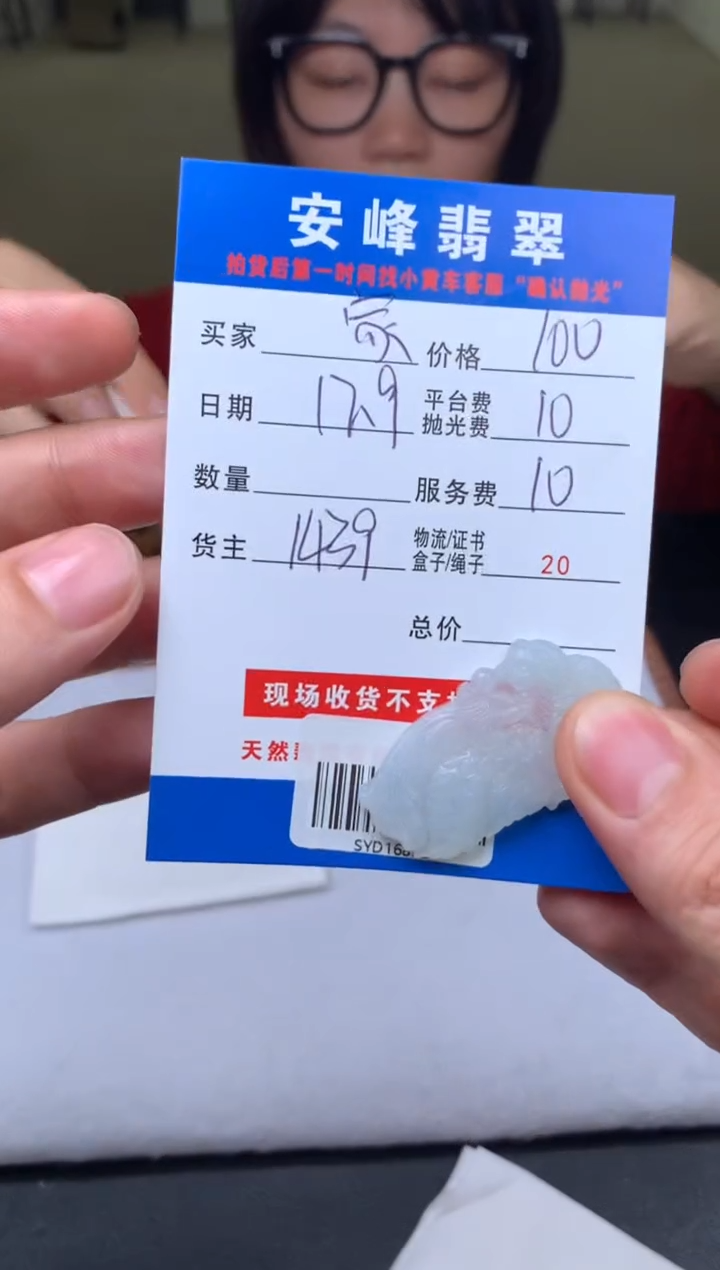 安峰翡翠
拍货后第一时间找小黄车客服“确认抛光”
买家 家 价格 100
日期 12.9 平台费 抛光费 10
数量 服务费 10
货主 1439 物流/证书 盒子/绳子 20
总价
现场收货不支
天然
SYD16